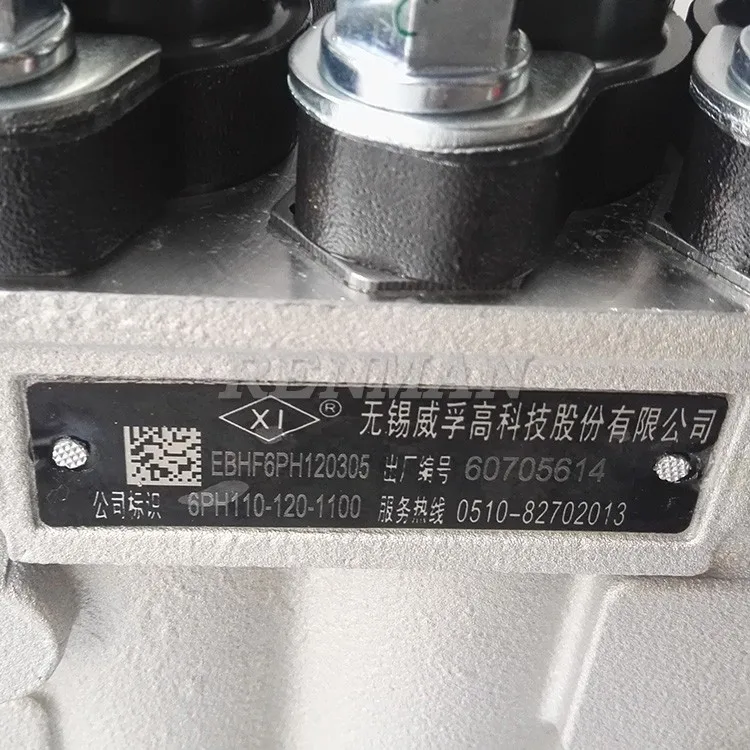 C
RENMAN
XI ® 无锡威孚高科技股份有限公司
EBHF6PH120305 出厂编号 60705614
公司标识 6PH110-120-1100 服务热线 0510-82702013